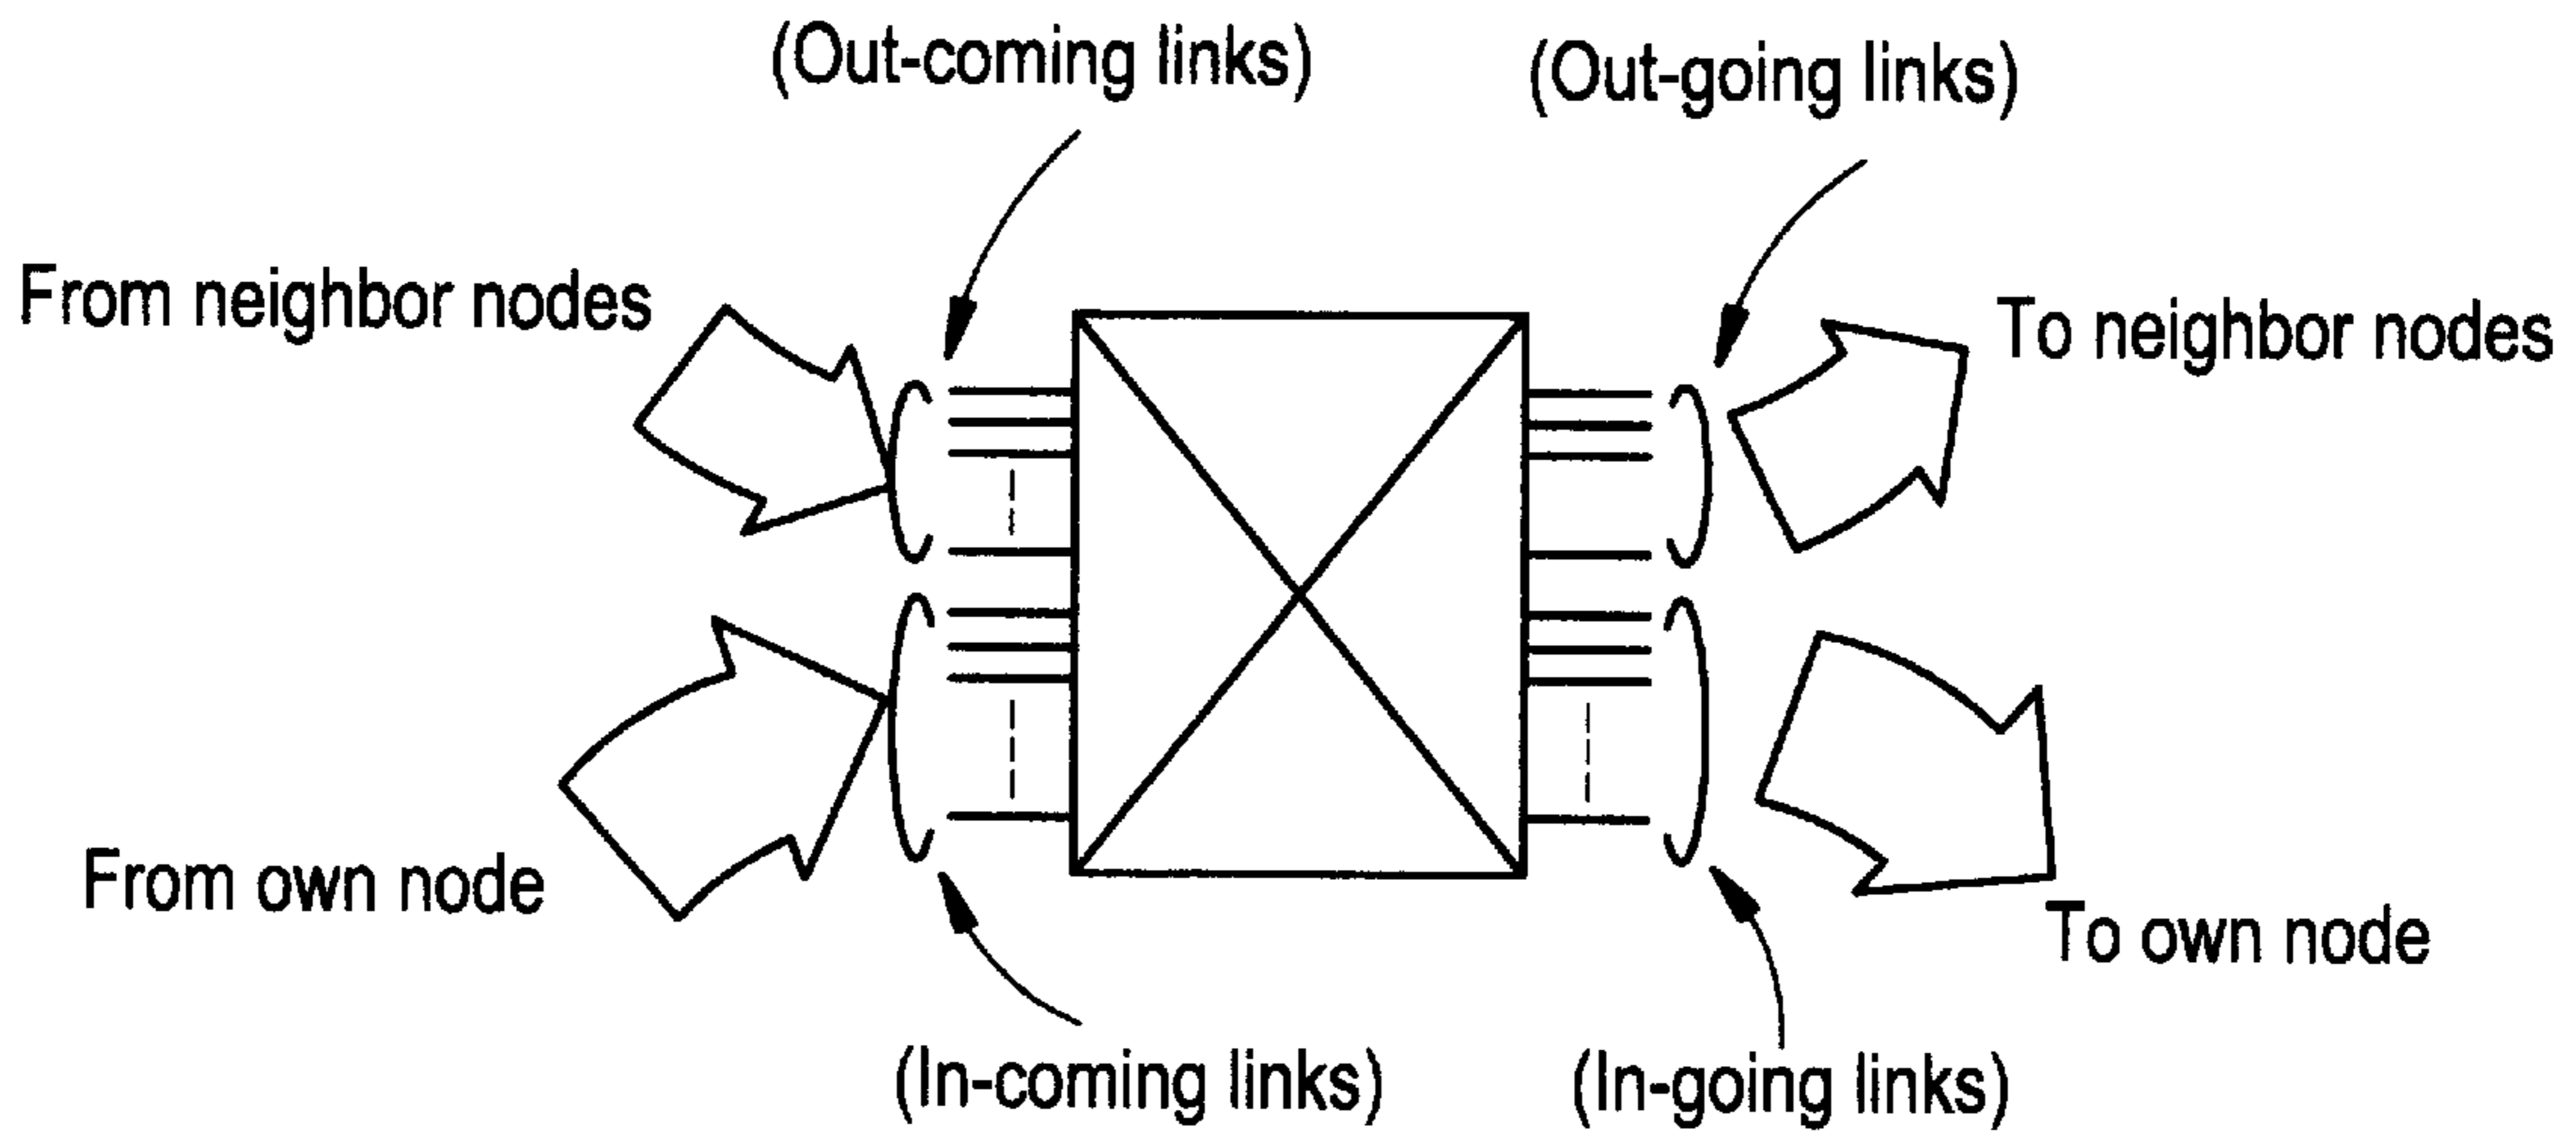 (Out-coming links)
(Out-going links)
From neighbor nodes
To neighbor nodes
From own node
To own node
(In-coming links)
(In-going links)